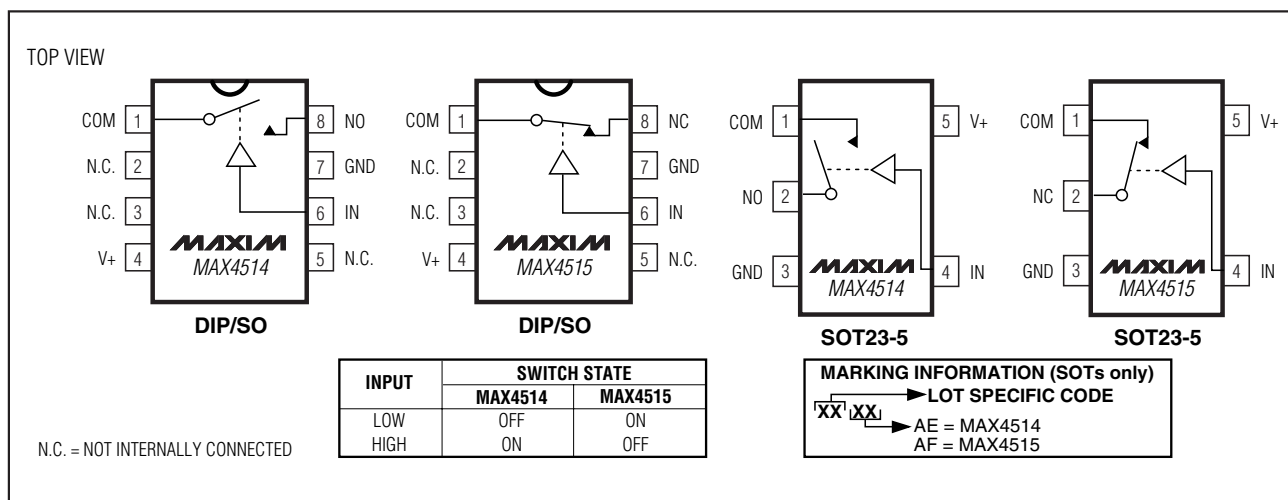 TOP VIEW
COM 1
N.C. 2
N.C. 3
V+ 4
8 NO
7 GND
6 IN
5 N.C.
MAXIM
MAX4514
DIP/SO
COM 1
N.C. 2
N.C. 3
V+ 4
8 NC
7 GND
6 IN
5 N.C.
MAXIM
MAX4515
DIP/SO
COM 1
NO 2
GND 3
5 V+
4 IN
MAXIM
MAX4514
SOT23-5
COM 1
NC 2
GND 3
5 V+
4 IN
MAXIM
MAX4515
SOT23-5
INPUT SWITCH STATE
MAX4514 MAX4515
LOW OFF ON
HIGH ON OFF
N.C. = NOT INTERNALLY CONNECTED
MARKING INFORMATION (SOTs only)
LOT SPECIFIC CODE
XX XX
AE = MAX4514
AF = MAX4515